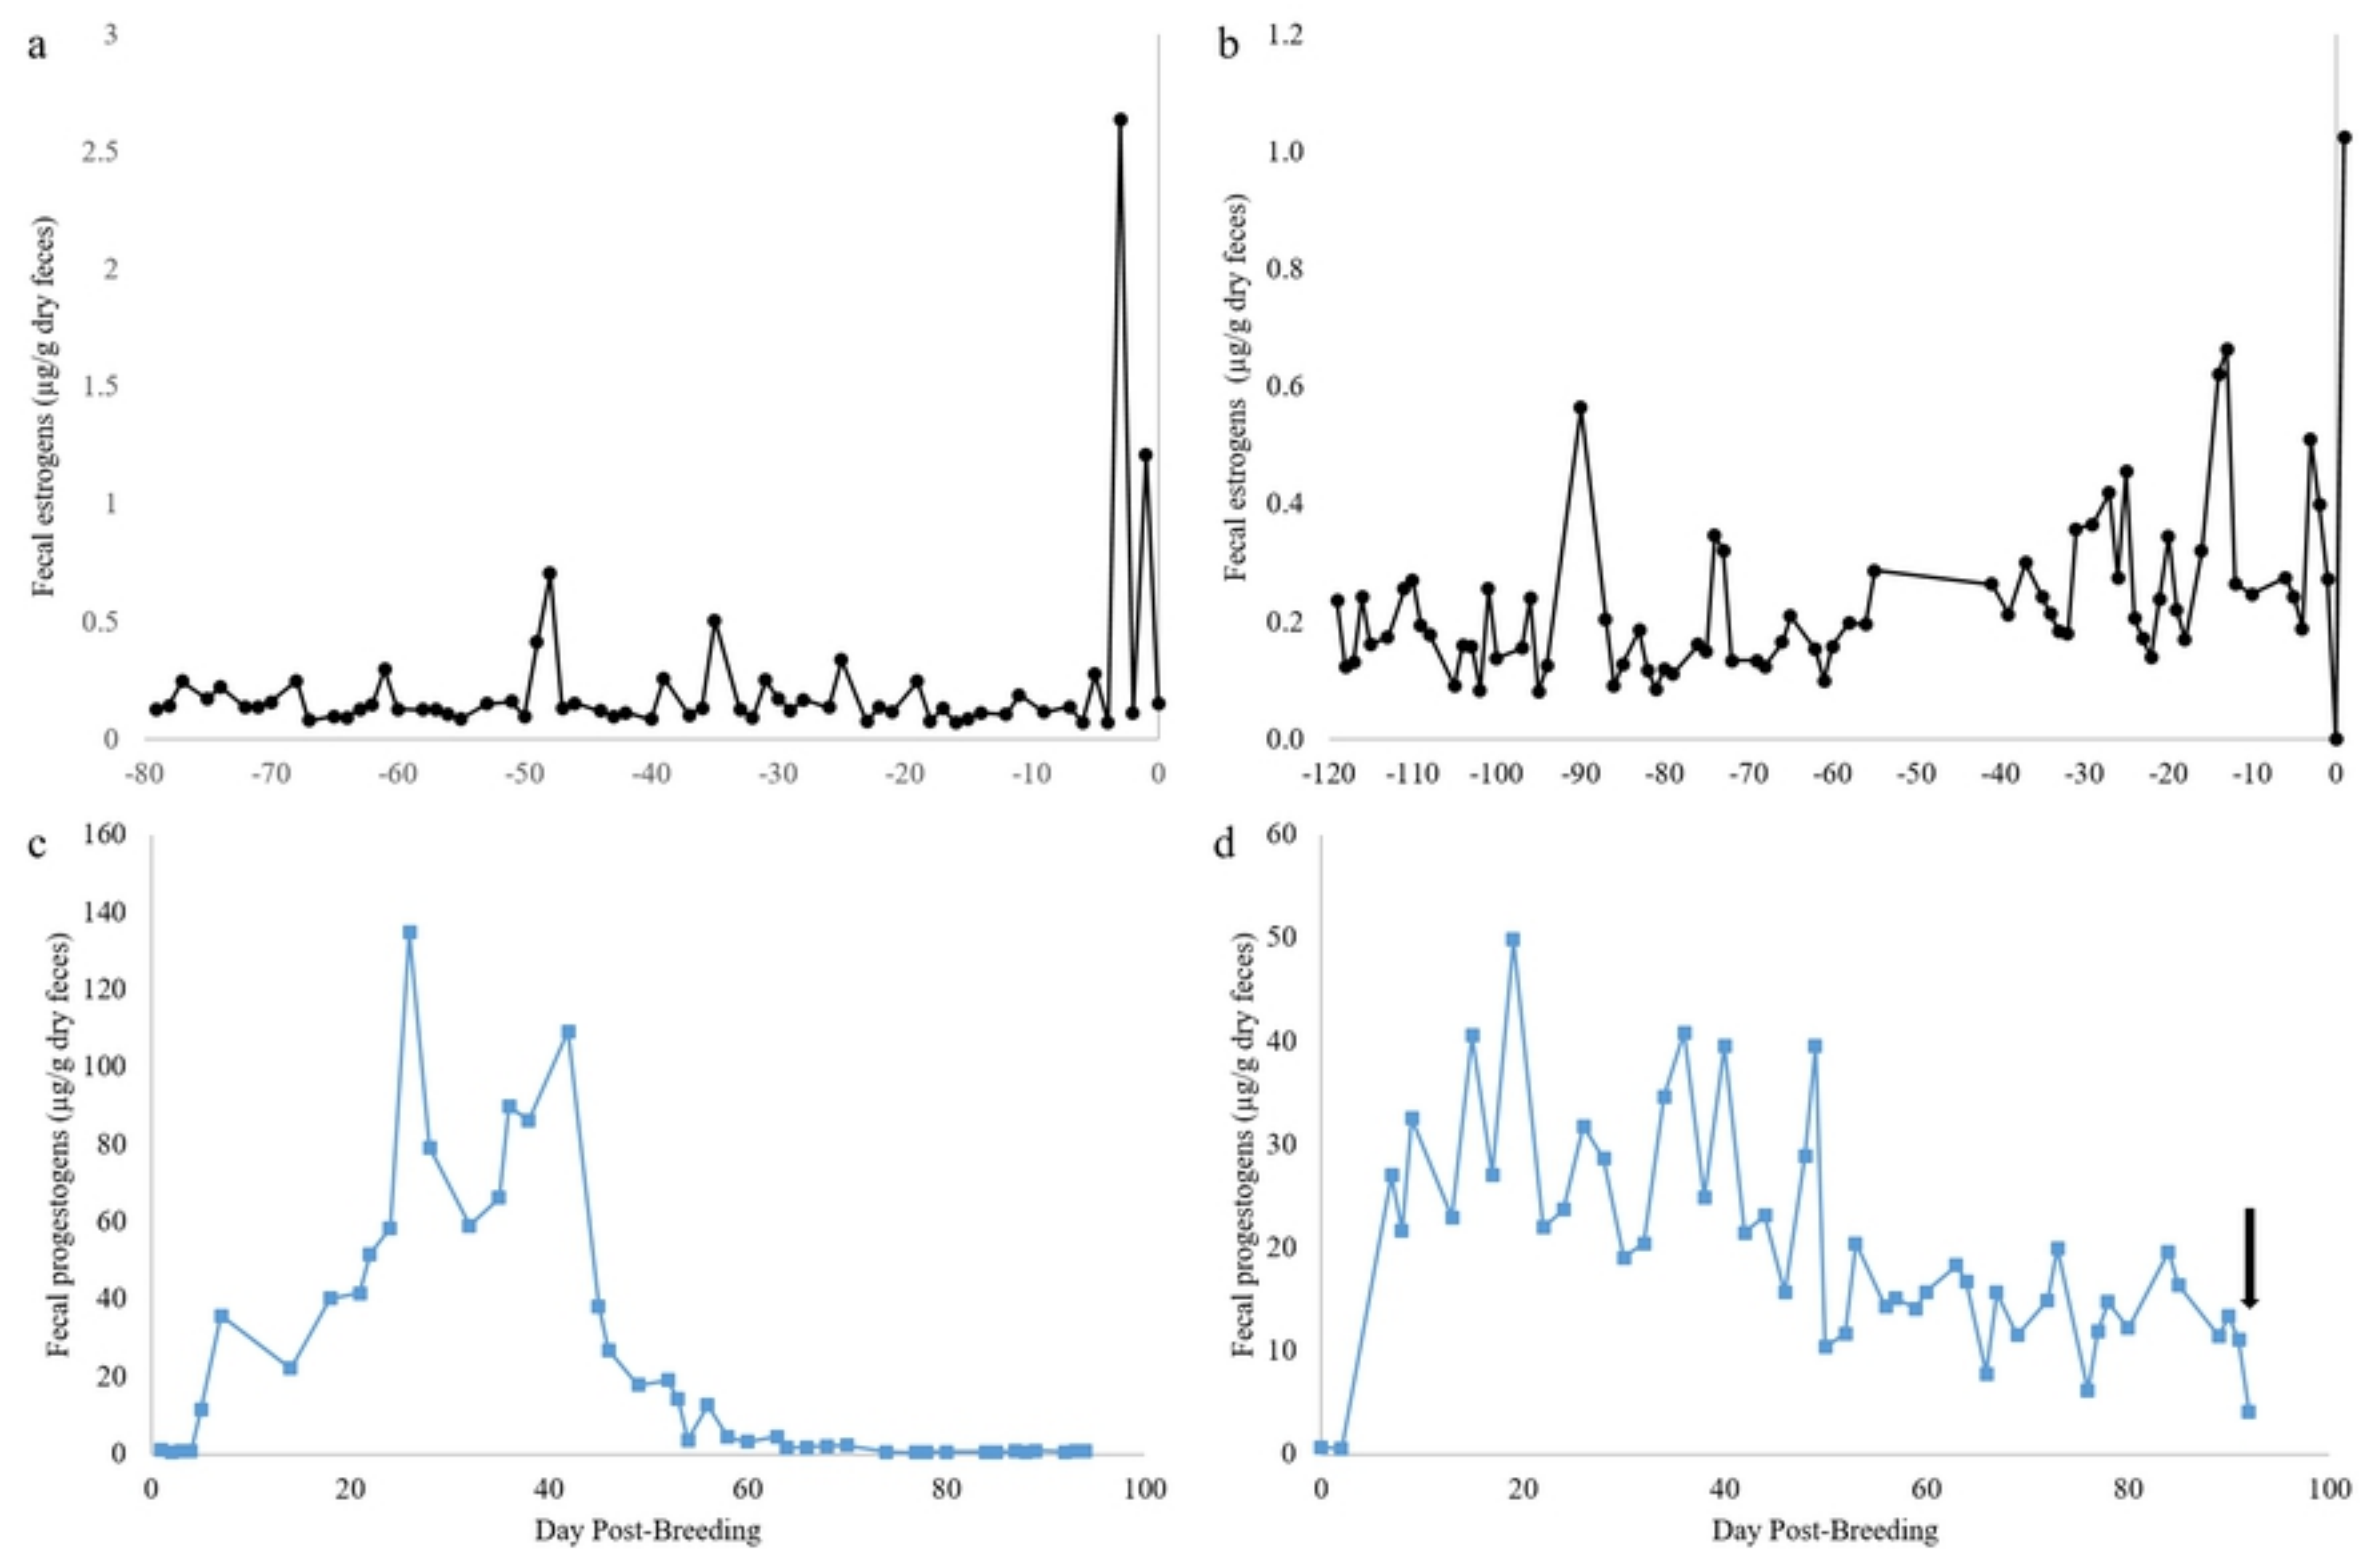 a
3
2.5
2
1.5
1
0.5
0
Fecal estrogens (µg/g dry feces)
-80 -70 -60 -50 -40 -30 -20 -10 0
b
1.2
1.0
0.8
0.6
0.4
0.2
0.0
Fecal estrogens (µg/g dry feces)
-120 -110 -100 -90 -80 -70 -60 -50 -40 -30 -20 -10 0
c
160
140
120
100
80
60
40
20
0
Fecal progestogens (µg/g dry feces)
0 20 40 60 80 100
Day Post-Breeding
d
60
50
40
30
20
10
0
Fecal progestogens (µg/g dry feces)
0 20 40 60 80 100
Day Post-Breeding